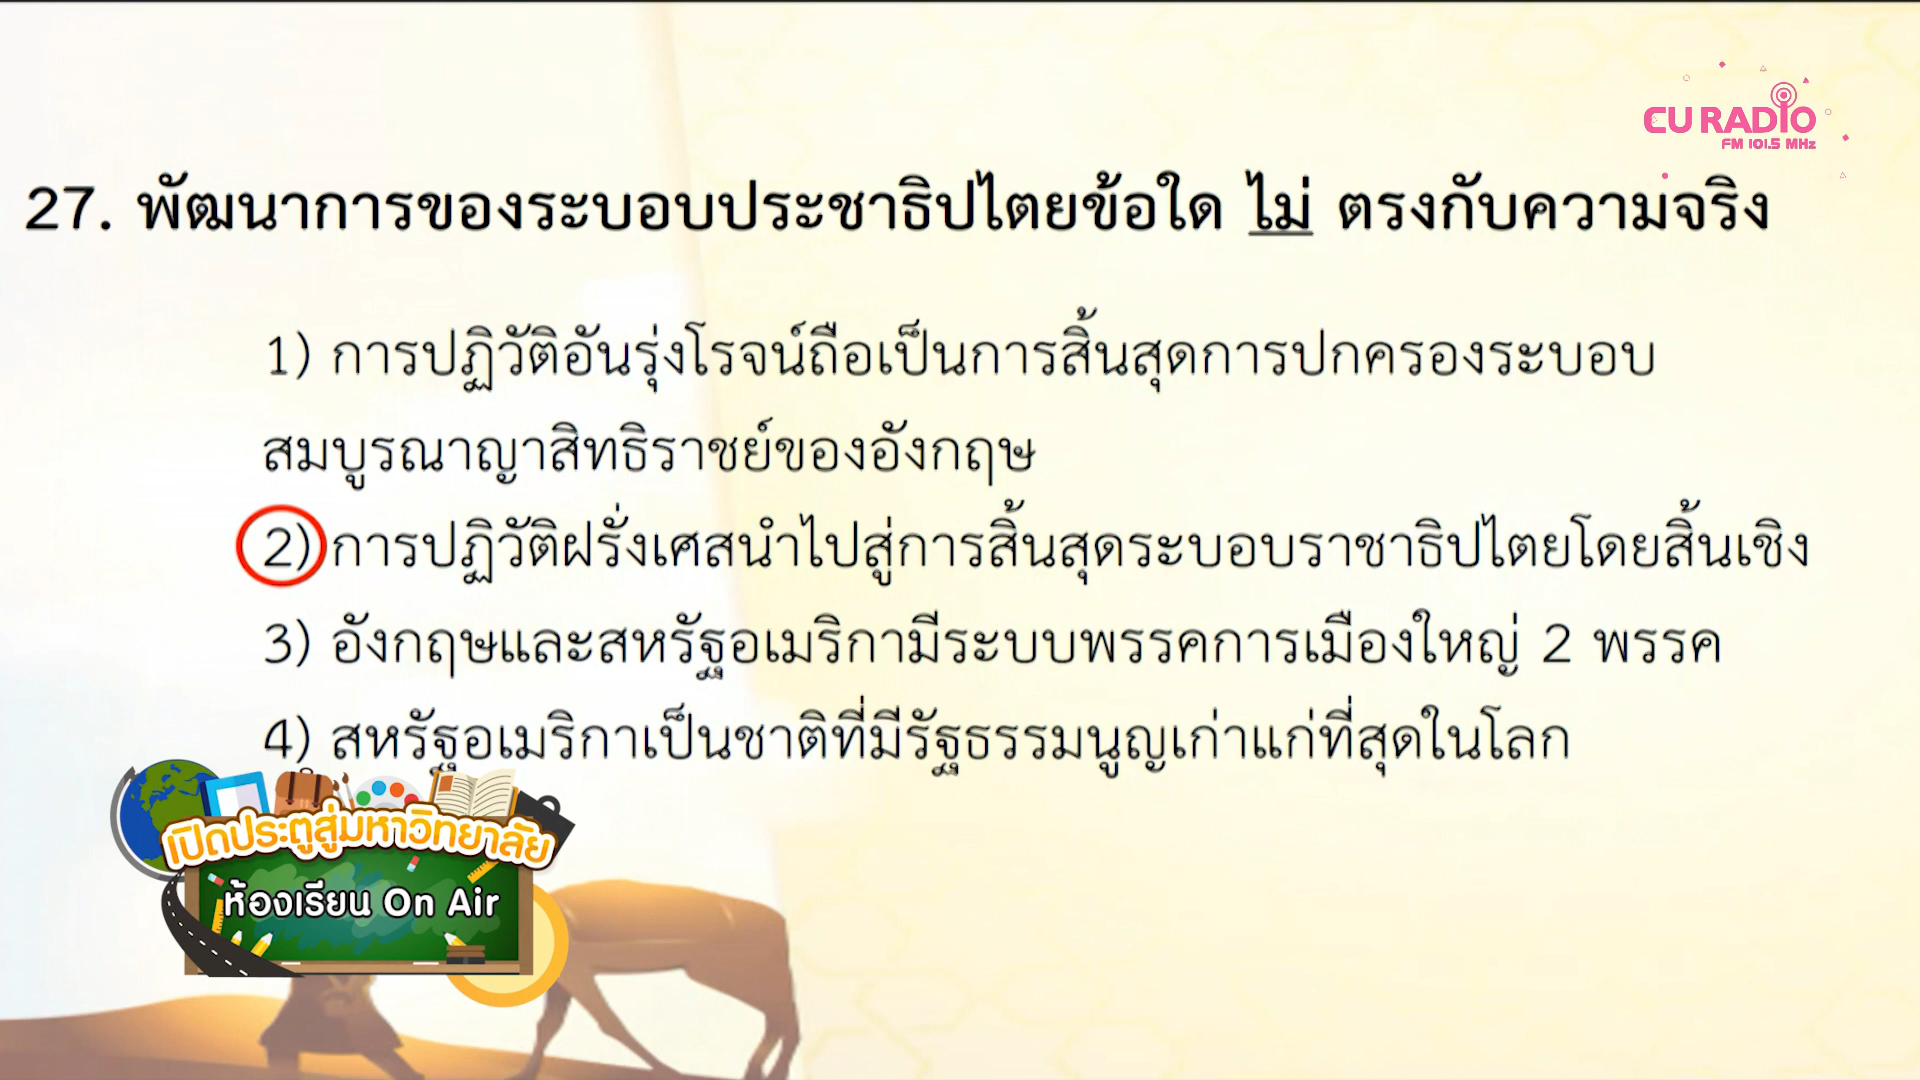 CU RADIO
FM 101.5 MHz
27. พัฒนาการของระบอบประชาธิปไตยข้อใด ไม่ ตรงกับความจริง
1) การปฏิวัติอันรุ่งโรจน์ถือเป็นการสิ้นสุดการปกครองระบอบ
สมบูรณาญาสิทธิราชย์ของอังกฤษ
2) การปฏิวัติฝรั่งเศสนำไปสู่การสิ้นสุดระบอบราชาธิปไตยโดยสิ้นเชิง
3) อังกฤษและสหรัฐอเมริกามีระบบพรรคการเมืองใหญ่ 2 พรรค
4) สหรัฐอเมริกาเป็นชาติที่มีรัฐธรรมนูญเก่าแก่ที่สุดในโลก
เปิดประตูสู่มหาวิทยาลัย
ห้องเรียน On Air